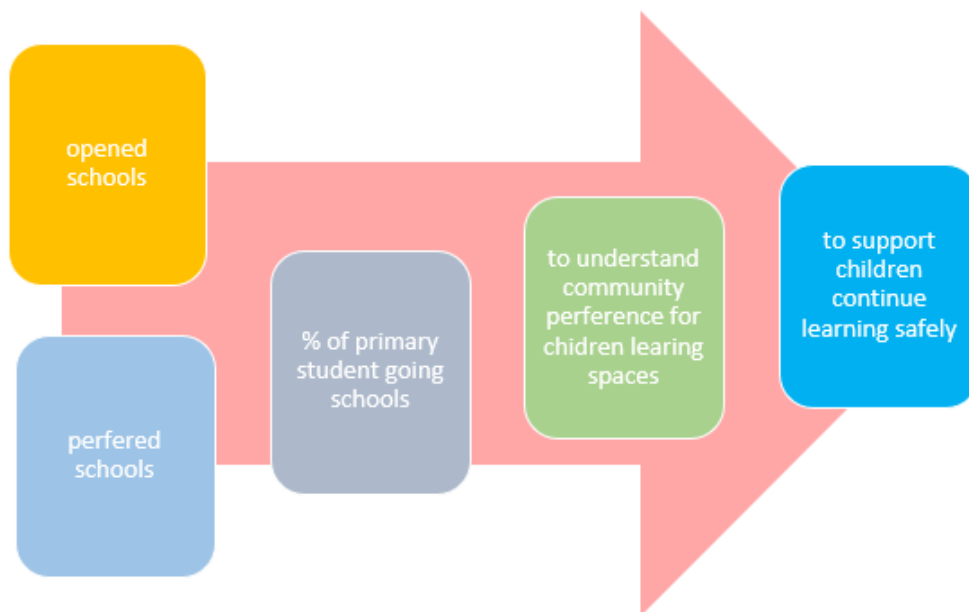 opened
schools
perfered
schools
% of primary
student going
schools
to understand
community
perference for
chidren learing
spaces
to support
children
continue
learning safely